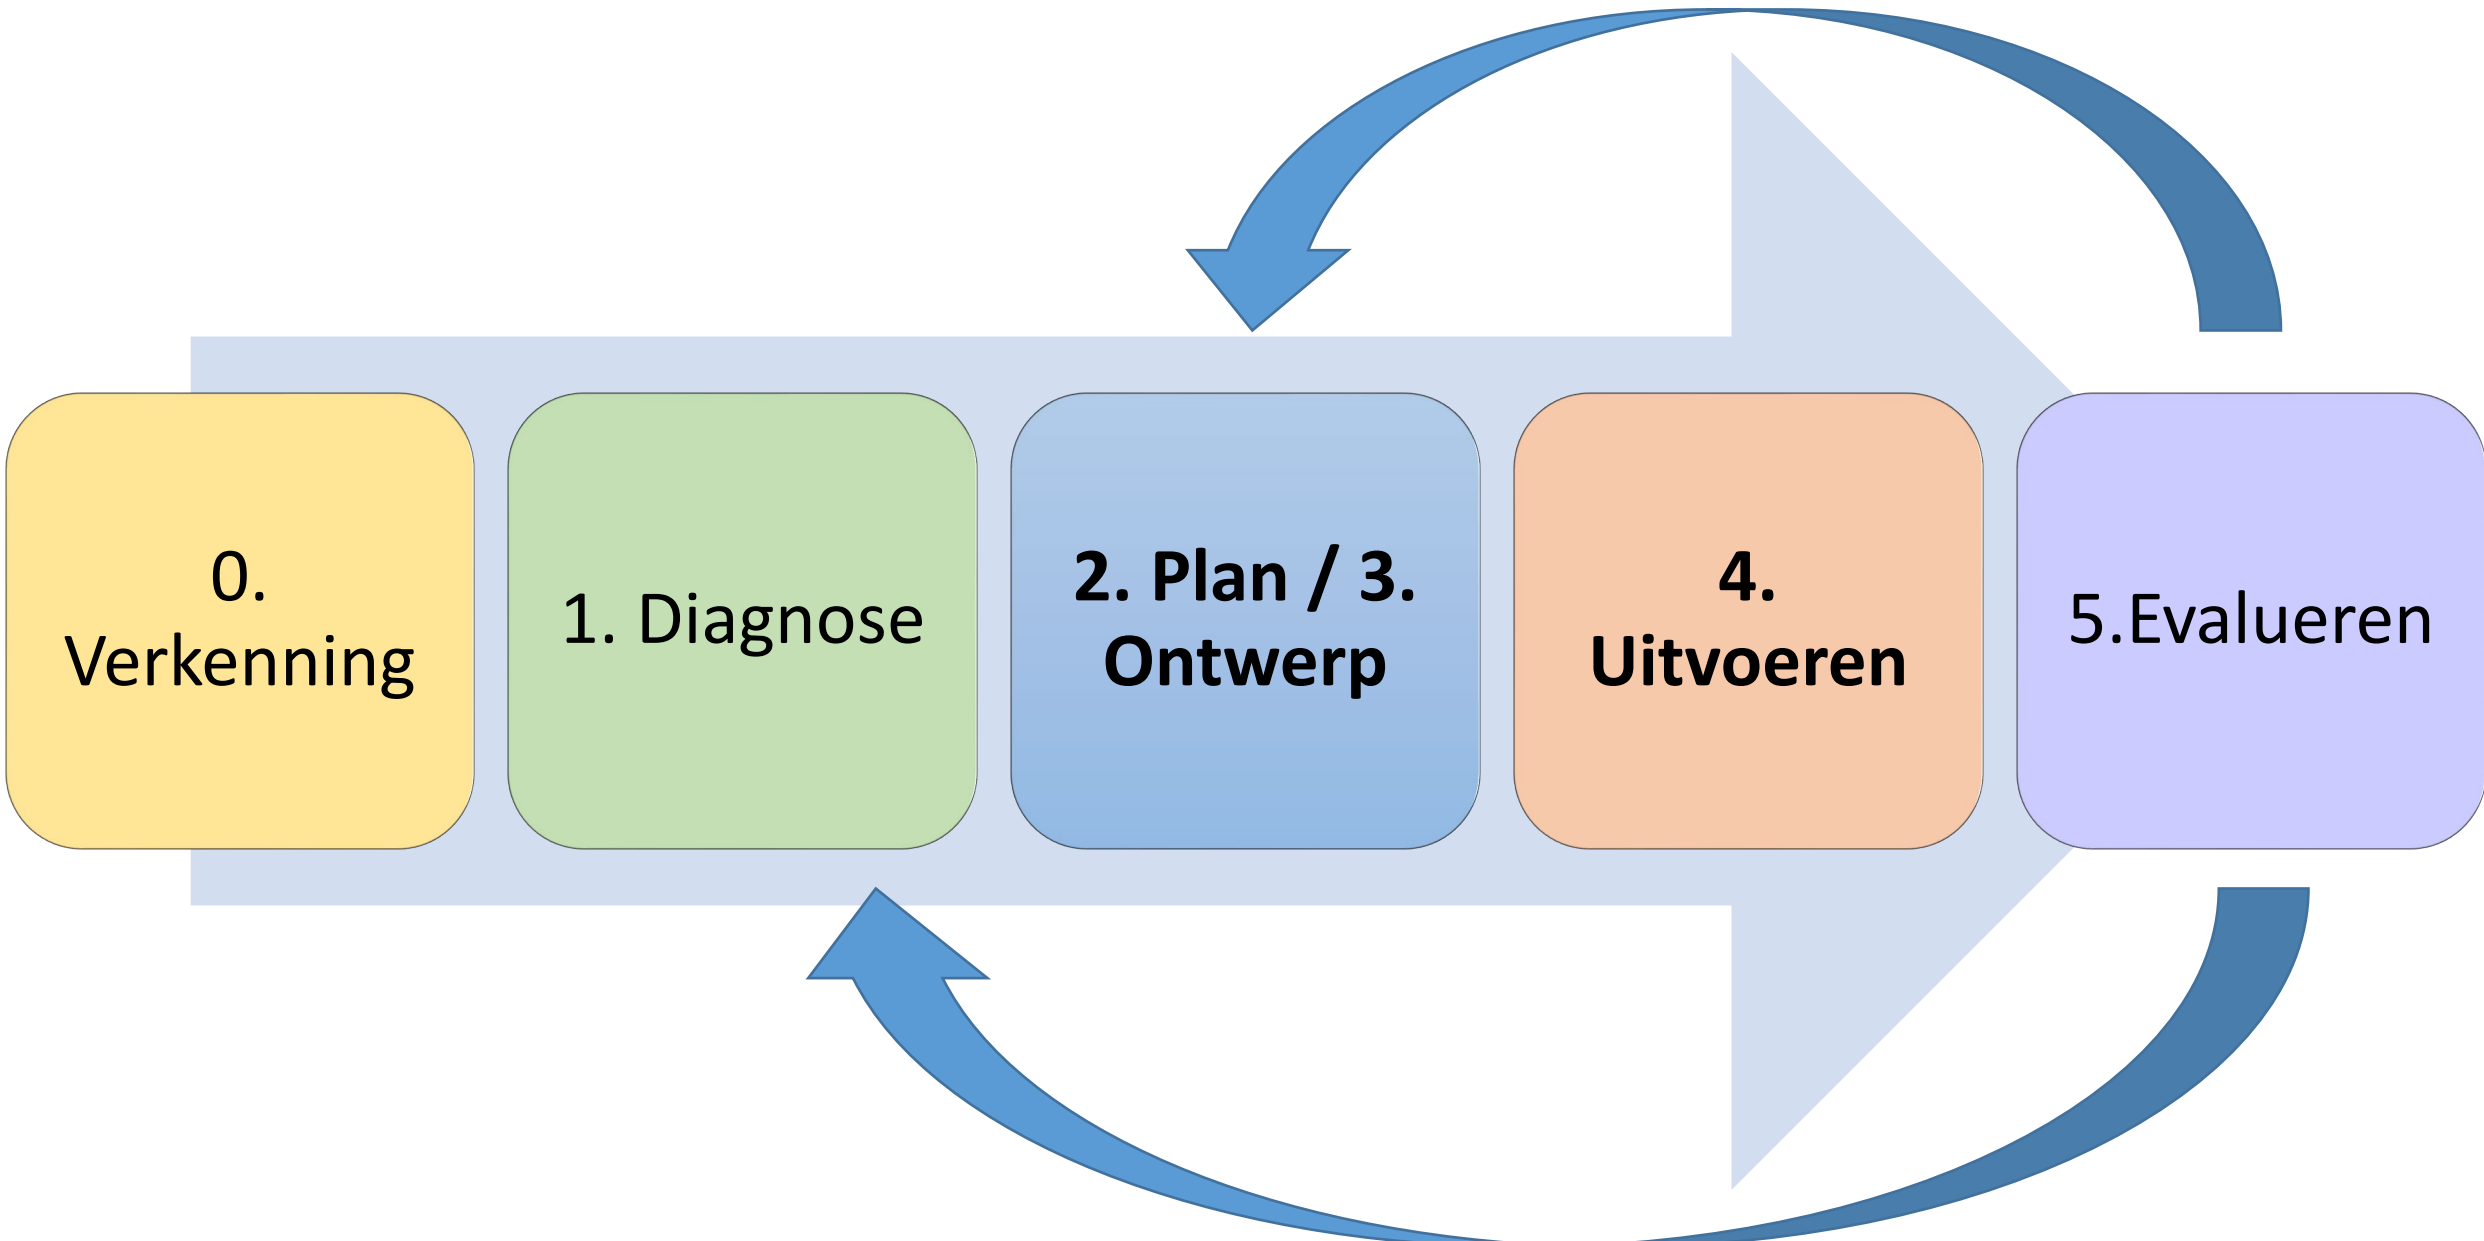 0.
Verkenning
1. Diagnose
2. Plan / 3.
Ontwerp
4.
Uitvoeren
5.Evalueren